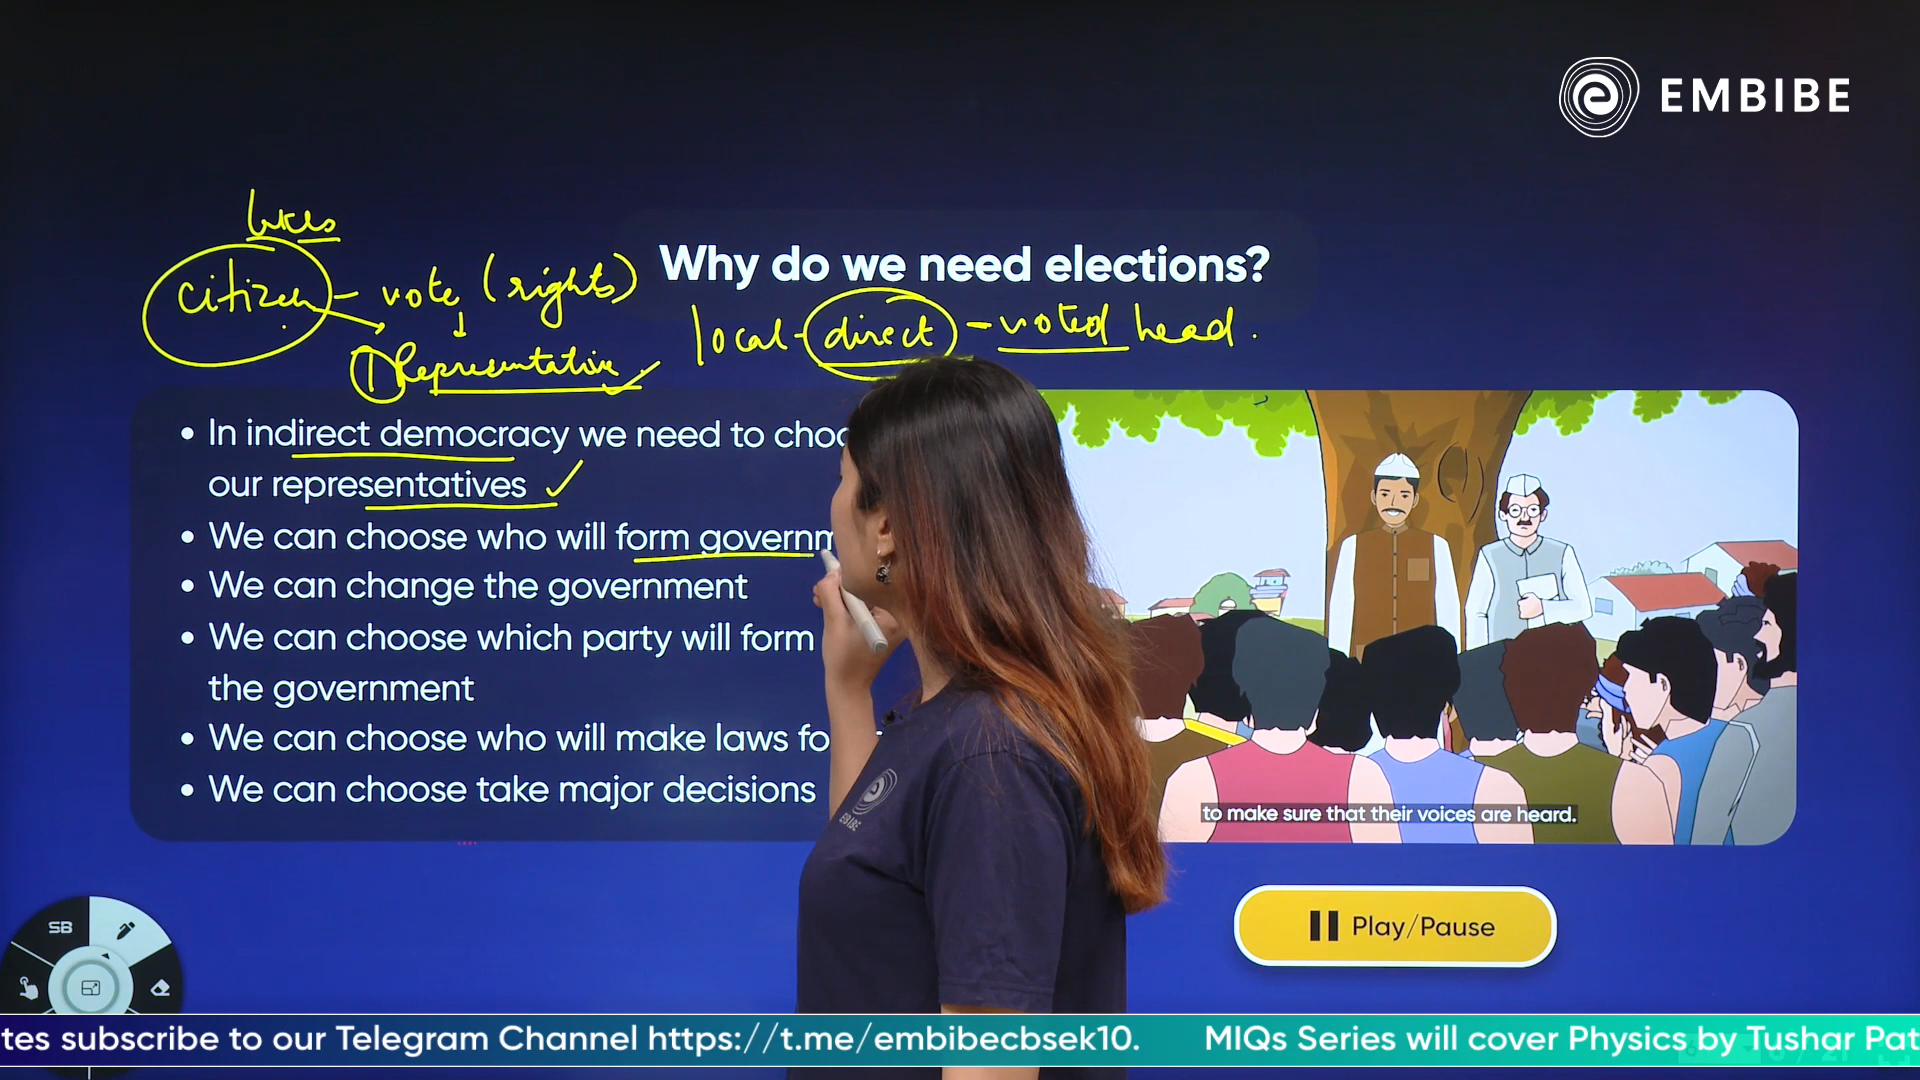 EMBIBE
Why do we need elections?
citizen - vote (rights)
local - direct - voted head.
Representative
• In indirect democracy we need to choo
our representatives
• We can choose who will form governm
• We can change the government
• We can choose which party will form
the government
• We can choose who will make laws fo
• We can choose take major decisions
to make sure that their voices are heard.
Play/Pause
SB
EMBIBE
tes subscribe to our Telegram Channel https://t.me/embibecbsek10. MIQs Series will cover Physics by Tushar Pat